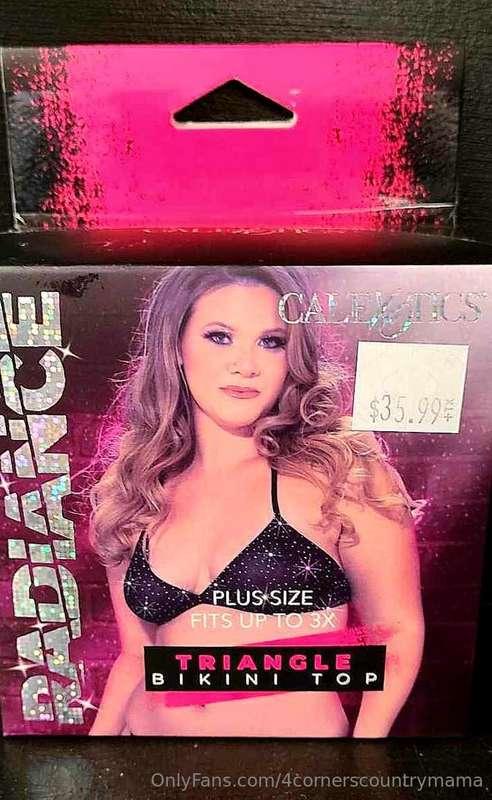 RADIANCE
CALEXOTICS
$35.99
PLUS SIZE
FITS UP TO 3X
TRIANGLE
BIKINI TOP
OnlyFans.com/4cornerscountrymama